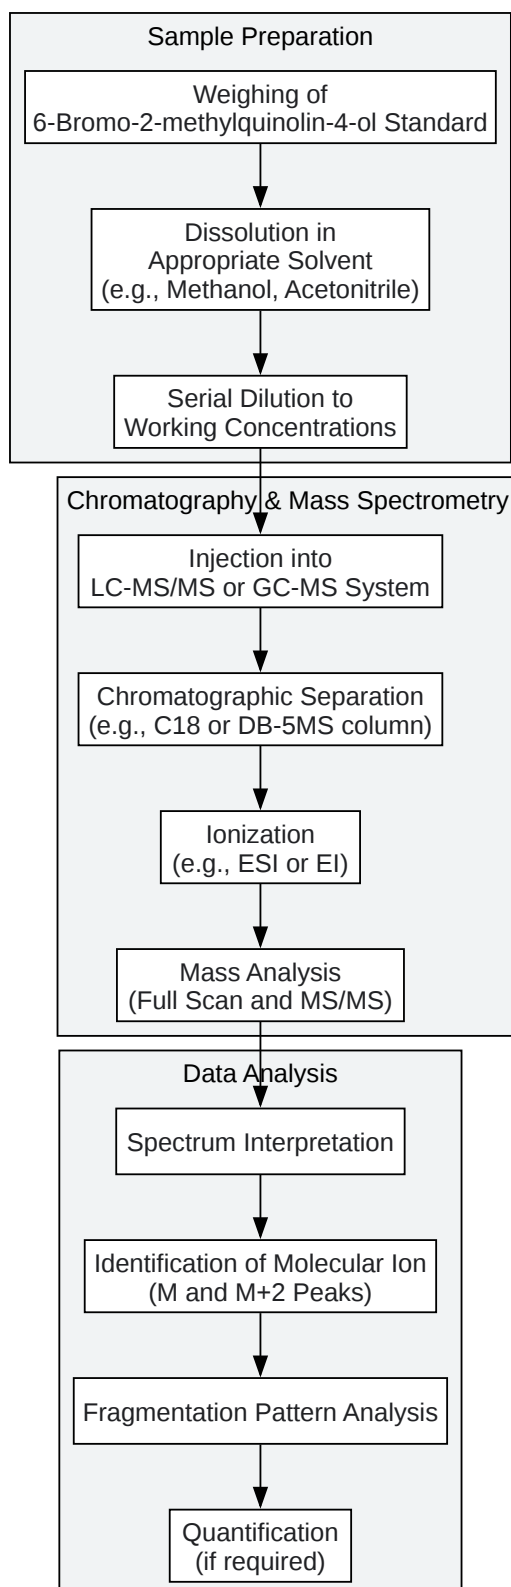 Sample Preparation
Weighing of
6-Bromo-2-methylquinolin-4-ol Standard
Dissolution in
Appropriate Solvent
(e.g., Methanol, Acetonitrile)
Serial Dilution to
Working Concentrations
Chromatography & Mass Spectrometry
Injection into
LC-MS/MS or GC-MS System
Chromatographic Separation
(e.g., C18 or DB-5MS column)
Ionization
(e.g., ESI or EI)
Mass Analysis
(Full Scan and MS/MS)
Data Analysis
Spectrum Interpretation
Identification of Molecular Ion
(M and M+2 Peaks)
Fragmentation Pattern Analysis
Quantification
(if required)